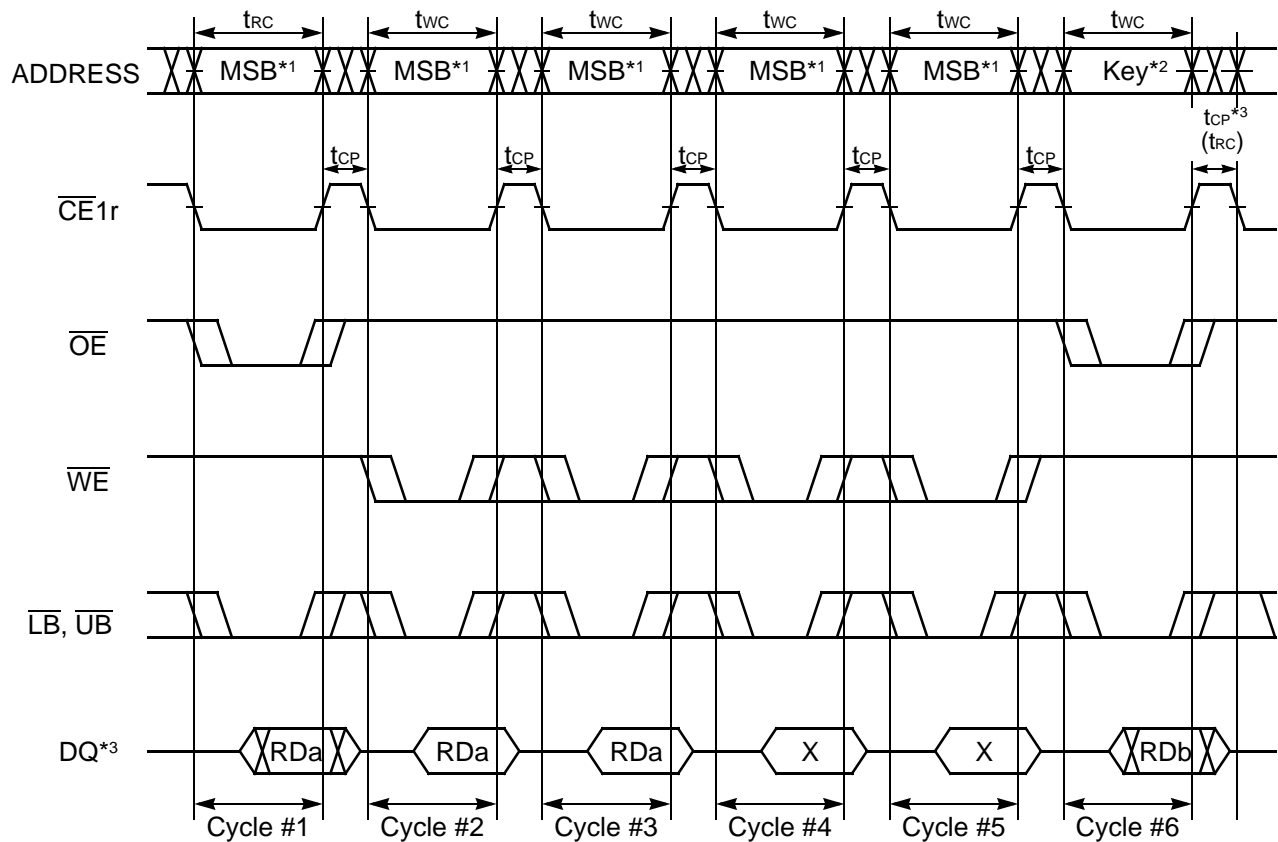 tRC tWC tWC tWC tWC tWC
ADDRESS MSB*1 MSB*1 MSB*1 MSB*1 MSB*1 Key*2
tCP*3
(tRC)
tCP tCP tCP tCP tCP
CE1r
OE
WE
LB, UB
DQ*3 RDa RDa RDa X X RDb
Cycle #1 Cycle #2 Cycle #3 Cycle #4 Cycle #5 Cycle #6